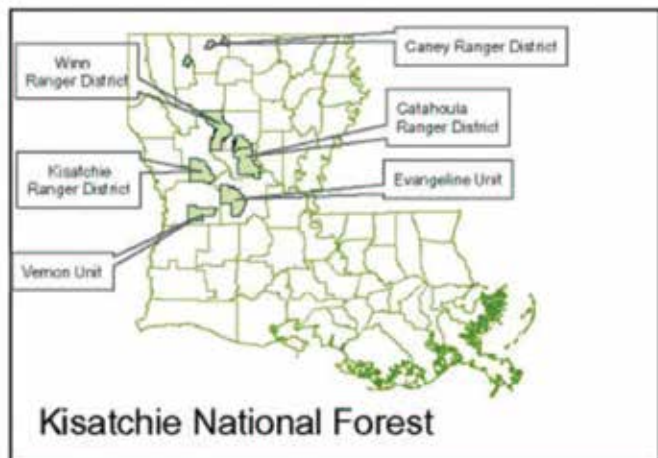 Winn
Ranger District
Caney Ranger District
Catahoula
Ranger District
Kisatchie
Ranger District
Evangeline Unit
Vernon Unit
Kisatchie National Forest